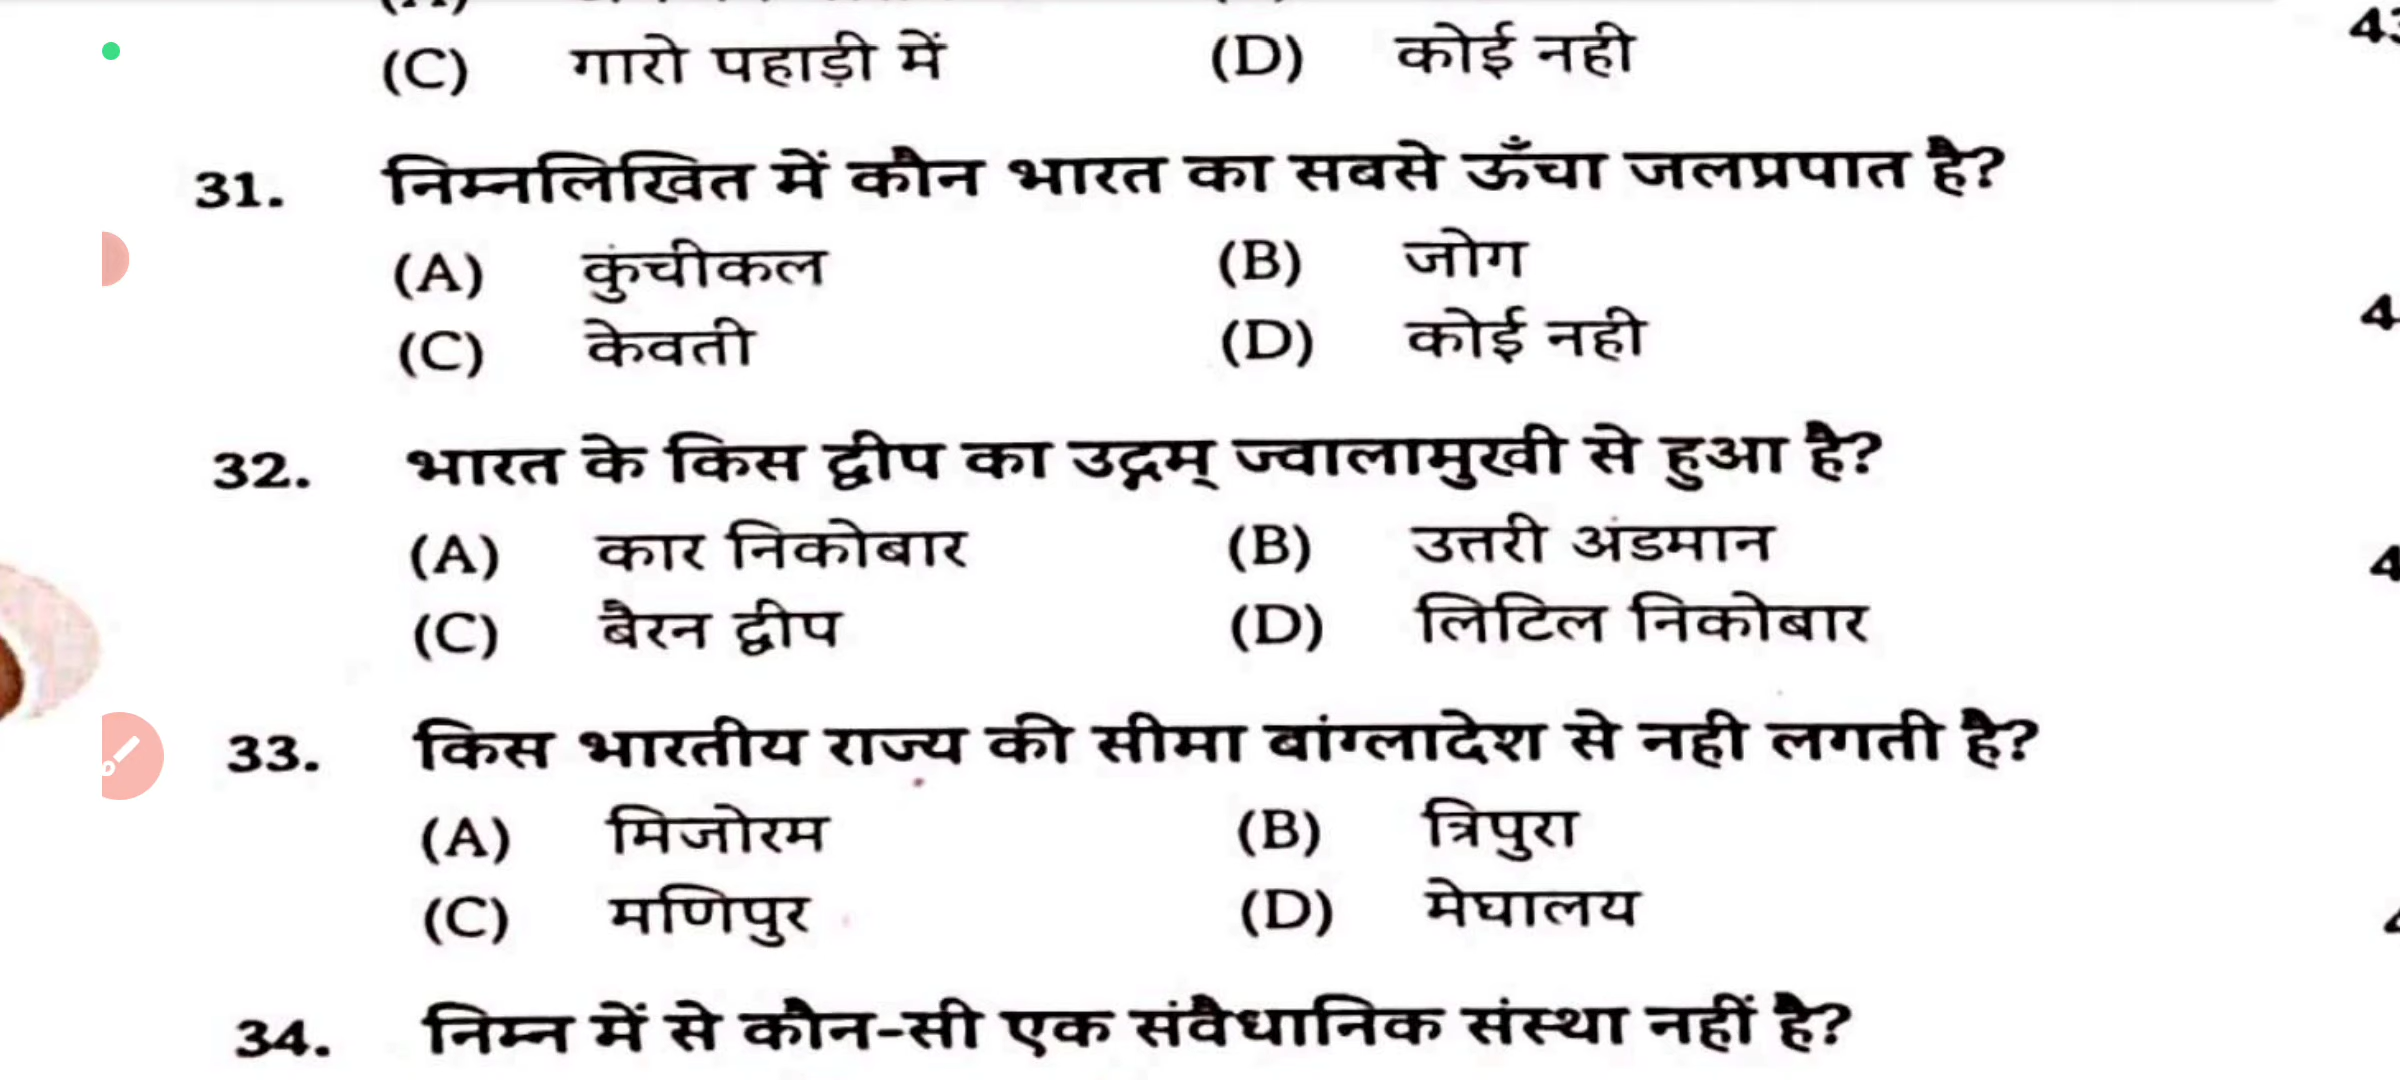 (C) गारो पहाड़ी में (D) कोई नही
31. निम्नलिखित में कौन भारत का सबसे ऊँचा जलप्रपात है?
(A) कुंचीकल (B) जोग
(C) केवती (D) कोई नही
32. भारत के किस द्वीप का उद्गम् ज्वालामुखी से हुआ है?
(A) कार निकोबार (B) उत्तरी अंडमान
(C) बैरन द्वीप (D) लिटिल निकोबार
33. किस भारतीय राज्य की सीमा बांग्लादेश से नही लगती है?
(A) मिजोरम (B) त्रिपुरा
(C) मणिपुर (D) मेघालय
34. निम्न में से कौन-सी एक संवैधानिक संस्था नहीं है?